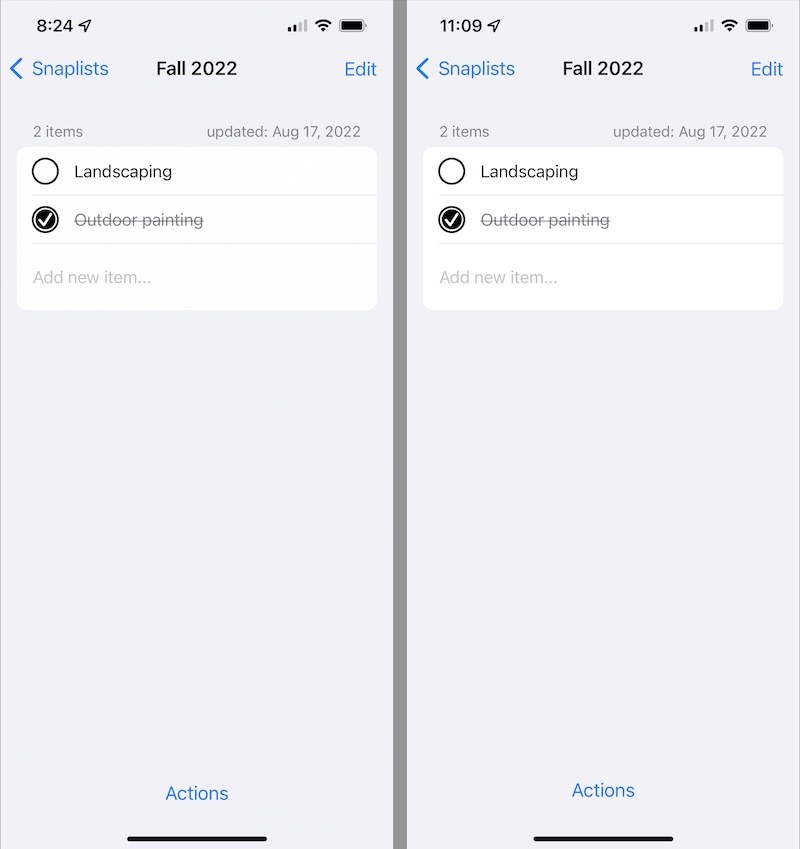 8:24
Snaplists
Fall 2022
Edit
2 items
updated: Aug 17, 2022
Landscaping
Outdoor painting
Add new item...
Actions
11:09
Snaplists
Fall 2022
Edit
2 items
updated: Aug 17, 2022
Landscaping
Outdoor painting
Add new item...
Actions